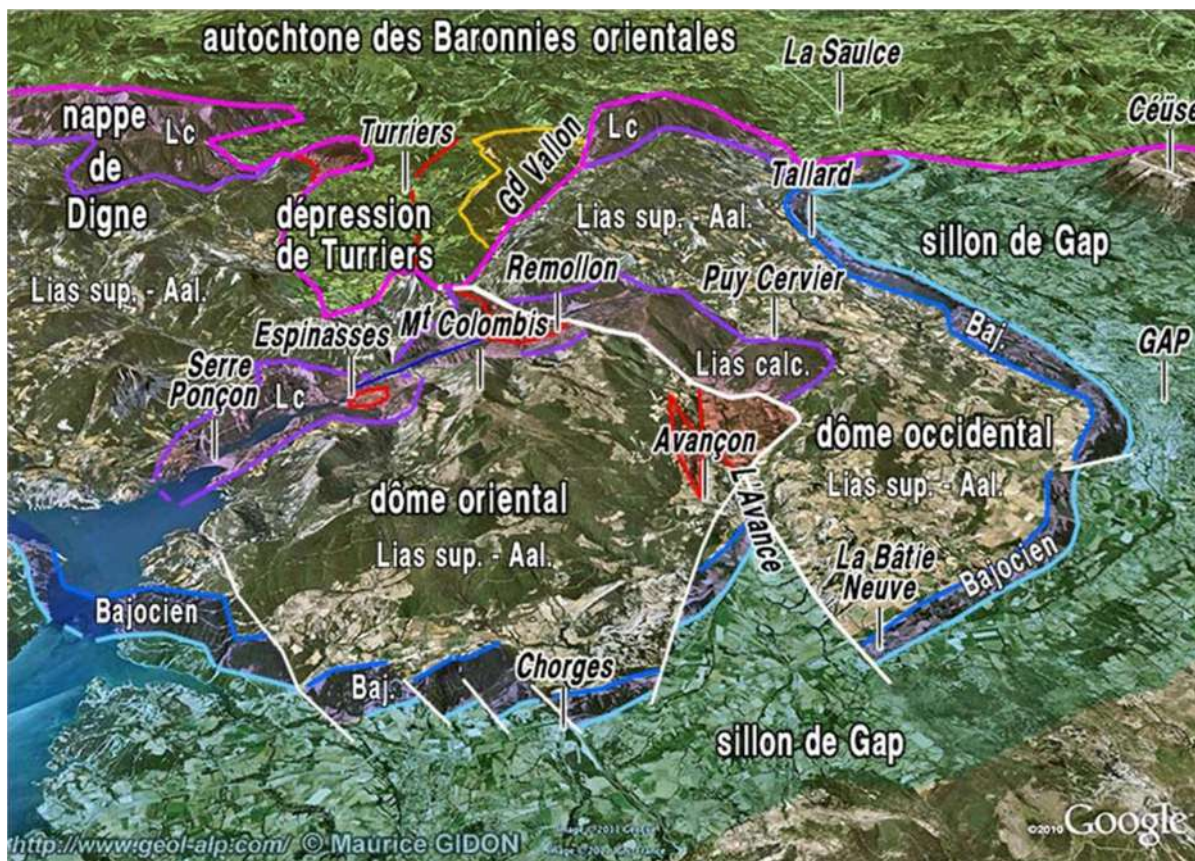 autochtone des Baronnies orientales
La Saulce
Céüse
nappe
de
Digne
Lc
Turriers
Gd Vallon
Lc
Tallard
dépression
de Turriers
Lias sup. - Aal.
sillon de Gap
Lias sup. - Aal.
Remollon
Puy Cervier
Espinasses
Mt Colombis
Baj.
GAP
Serre
Ponçon
Lc
Lias calc.
Avançon
dôme occidental
Lias sup. - Aal.
L'Avance
dôme oriental
Lias sup. - Aal.
La Bâtie
Neuve
Bajocien
Bajocien
Baj.
Chorges
sillon de Gap
http://www.geol-alp.com/ © Maurice GIDON
©2010 Google